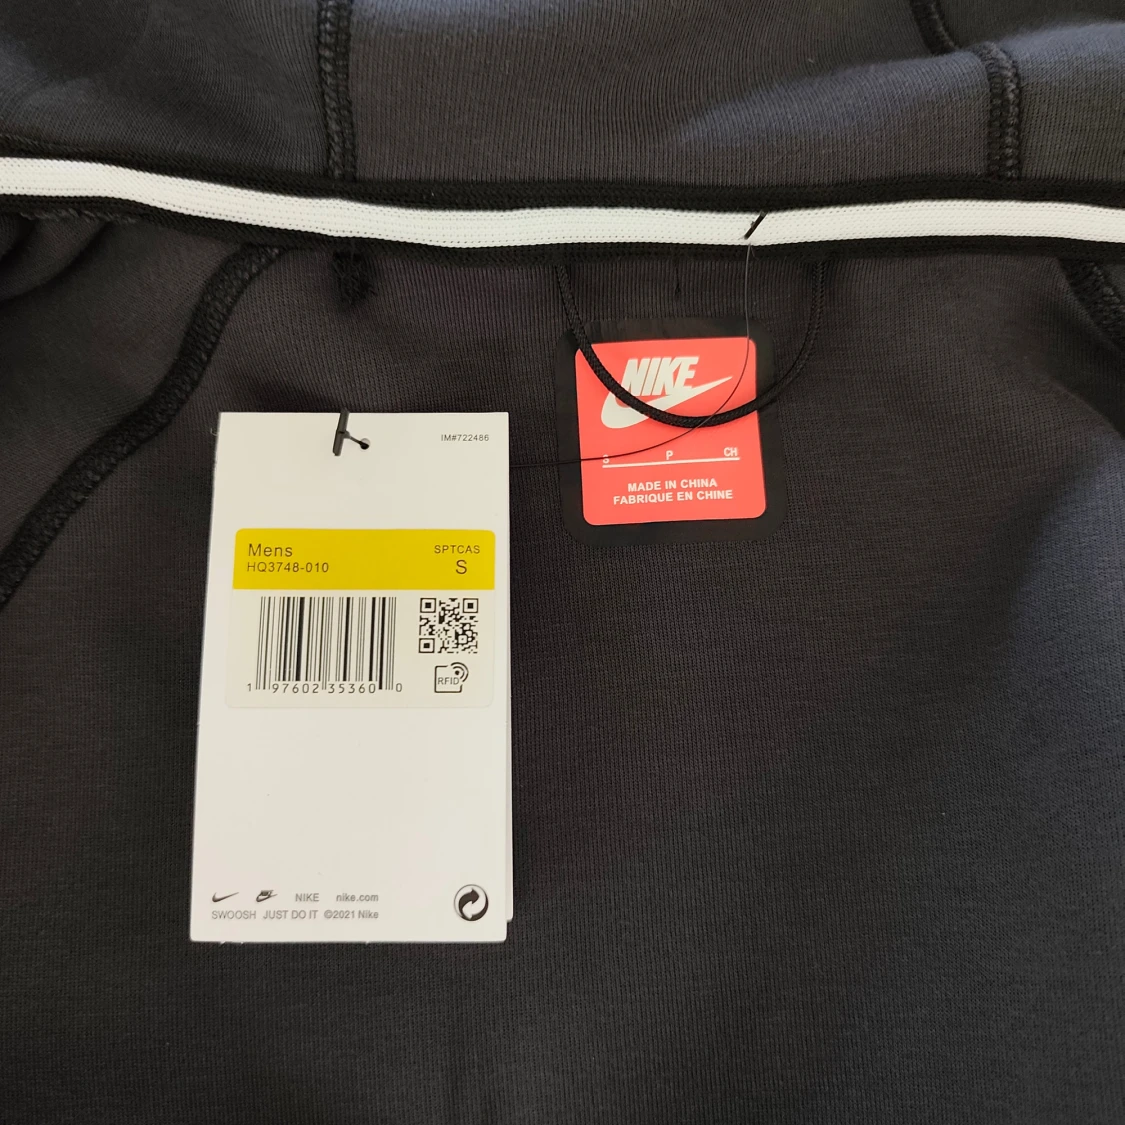 IM#722486
Mens
HQ3748-010
SPTCAS
S
1 97602 35360 0
RFID
NIKE nike.com
SWOOSH JUST DO IT ©2021 Nike
NIKE
S P CH
MADE IN CHINA
FABRIQUE EN CHINE